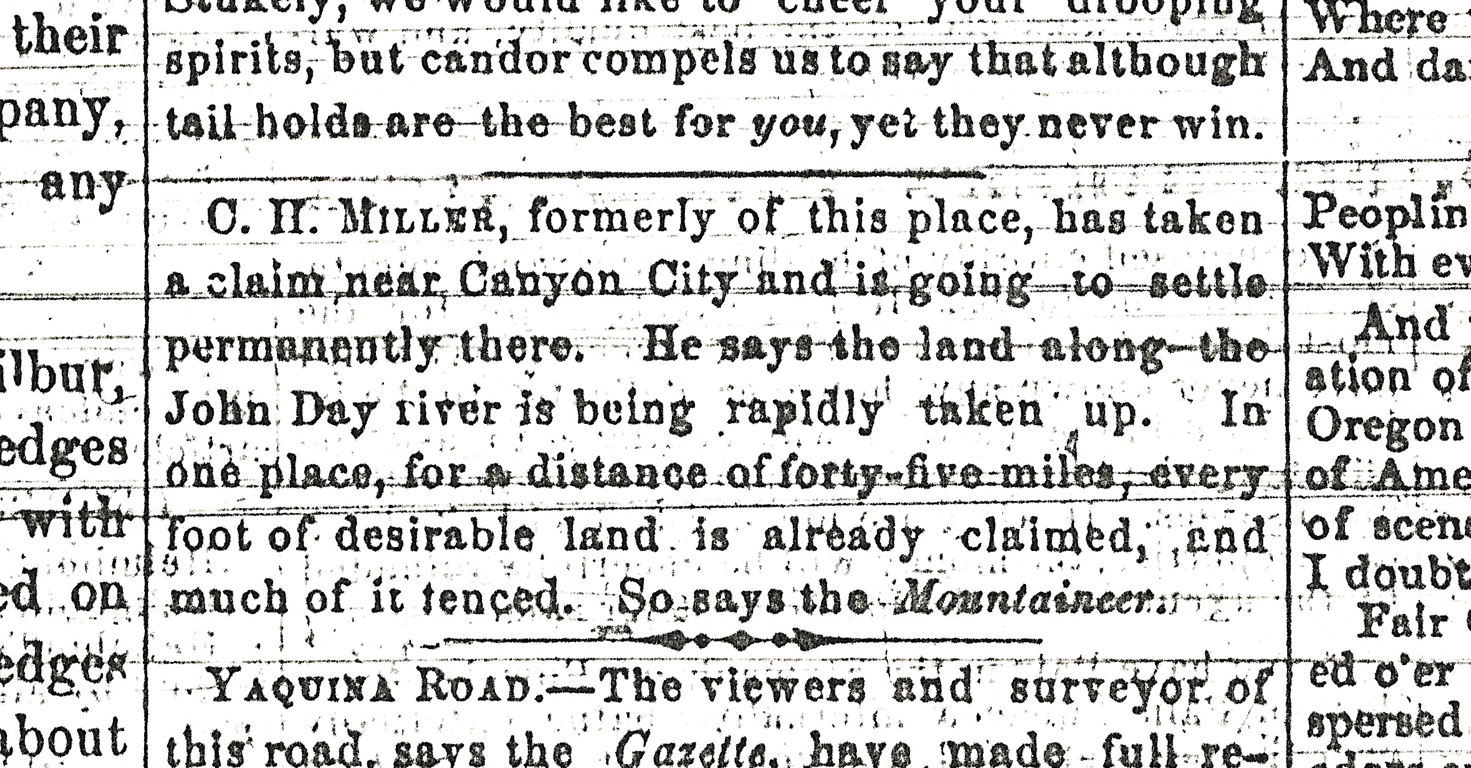 their
pany,
any
ilbur,
edges
with
ed on
edges
about
Stukely, we would like to cheer your drooping
spirits, but candor compels us to say that although
tail holds are the best for you, yet they never win.
C. H. MILLER, formerly of this place, has taken
a claim near Canyon City and is going to settle
permanently there. He says the land along the
John Day river is being rapidly taken up. In
one place, for a distance of forty-five miles, every
foot of desirable land is already claimed, and
much of it fenced. So says the Mountaineer.
YAQUINA ROAD.—The viewers and surveyor of
this road, says the Gazette, have made full re-
Where
And da
Peoplin
With ev
And
ation of
Oregon
of Ame
of scen
I doubt
Fair
ed o'er
spersed